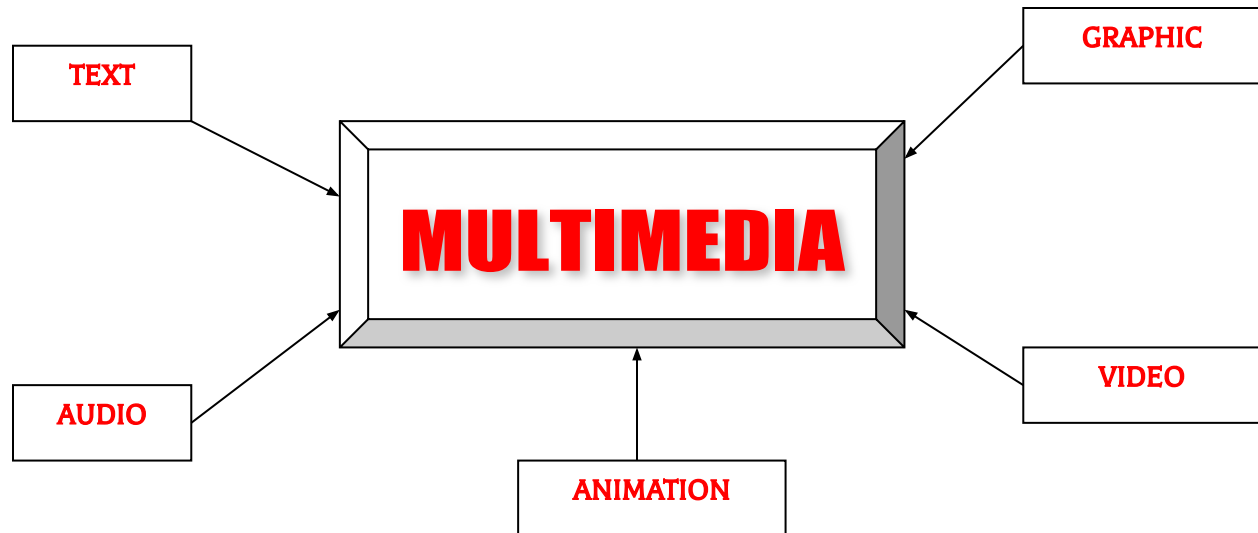 TEXT
GRAPHIC
MULTIMEDIA
AUDIO
VIDEO
ANIMATION